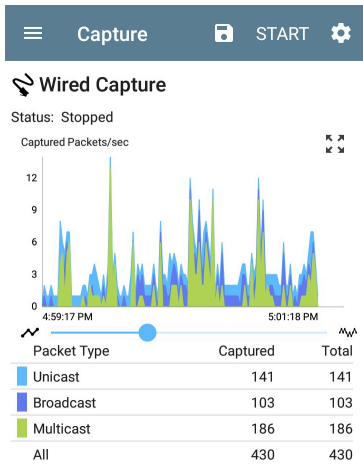 Capture START
Wired Capture
Status: Stopped
Captured Packets/sec
12
9
6
3
0
4:59:17 PM 5:01:18 PM
Packet Type Captured Total
Unicast 141 141
Broadcast 103 103
Multicast 186 186
All 430 430